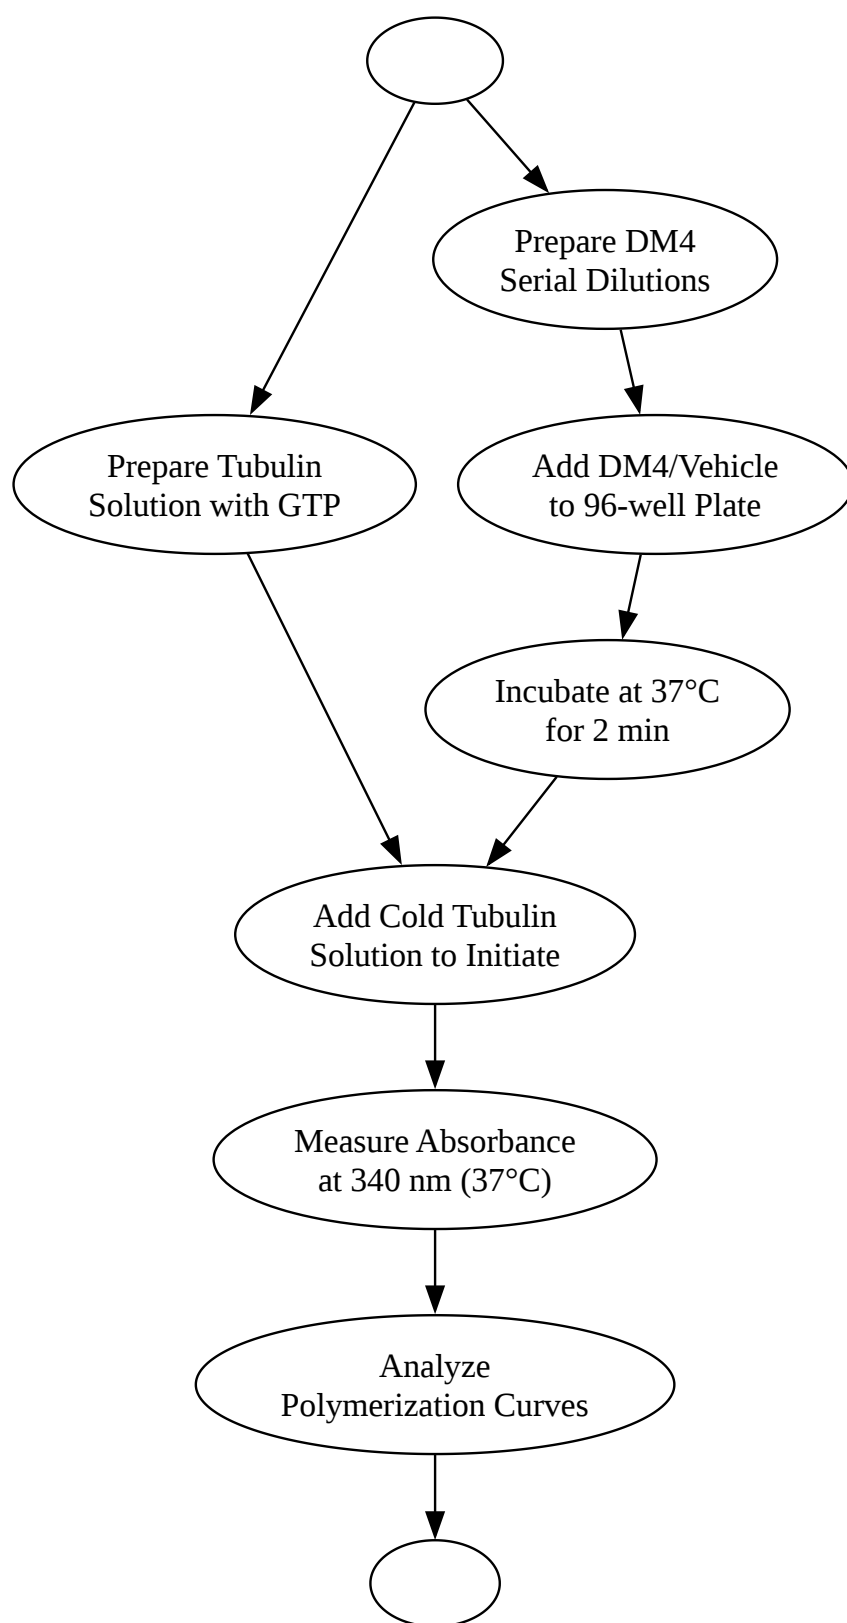 Prepare DM4
Serial Dilutions
Prepare Tubulin
Solution with GTP
Add DM4/Vehicle
to 96-well Plate
Incubate at 37°C
for 2 min
Add Cold Tubulin
Solution to Initiate
Measure Absorbance
at 340 nm (37°C)
Analyze
Polymerization Curves